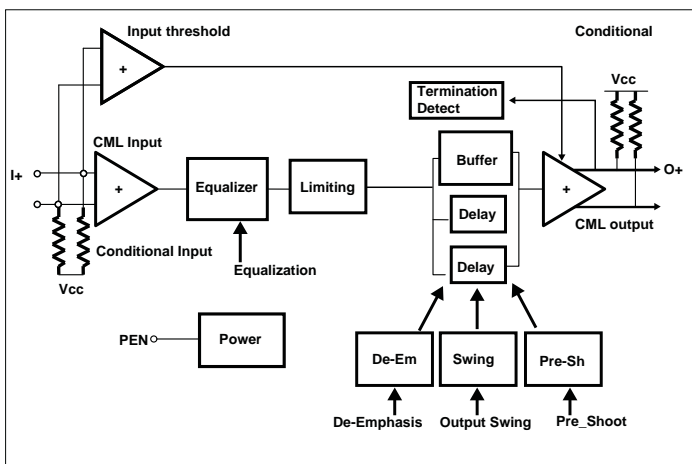 Input threshold
Conditional
+
Vcc
Termination
Detect
CML Input
I+
+
Equalizer
Limiting
Buffer
Delay
Delay
+
O+
CML output
Conditional Input
Vcc
Equalization
PEN
Power
De-Em
Swing
Pre-Sh
De-Emphasis
Output Swing
Pre_Shoot